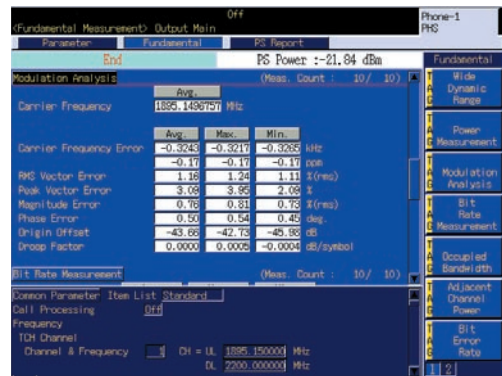 Off
Phone-1
<Fundamental Measurement> Output Main
PHS
Parameter Fundamental PS Report
End PS Power :-21.84 dBm Fundamental
Modulation Analysis (Meas. Count : 10/ 10)
Wide
Dynamic
Range
Avg.
Carrier Frequency 1895.1496757 MHz
Power
Measurement
Avg. Max. Min.
Carrier Frequency Error -0.3243 -0.3217 -0.3265 kHz
-0.17 -0.17 -0.17 ppm
RMS Vector Error 1.16 1.24 1.11 %(rms)
Modulation
Analysis
Peak Vector Error 3.09 3.95 2.09 %
Magnitude Error 0.76 0.81 0.73 %(rms)
Bit
Rate
Measurement
Phase Error 0.50 0.54 0.45 deg.
Origin Offset -43.66 -42.73 -45.98 dB
Droop Factor 0.0000 0.0005 -0.0004 dB/symbol
Occupied
Bandwidth
Bit Rate Measurement (Meas. Count : 10/ 10)
Adjacent
Channel
Power
Common Parameter Item List Standard
Call Processing Off
Frequency
TCH Channel
Bit
Error
Rate
Channel & Frequency 1 CH = UL 1895.150000 MHz
DL 2200.000000 MHz
1 2